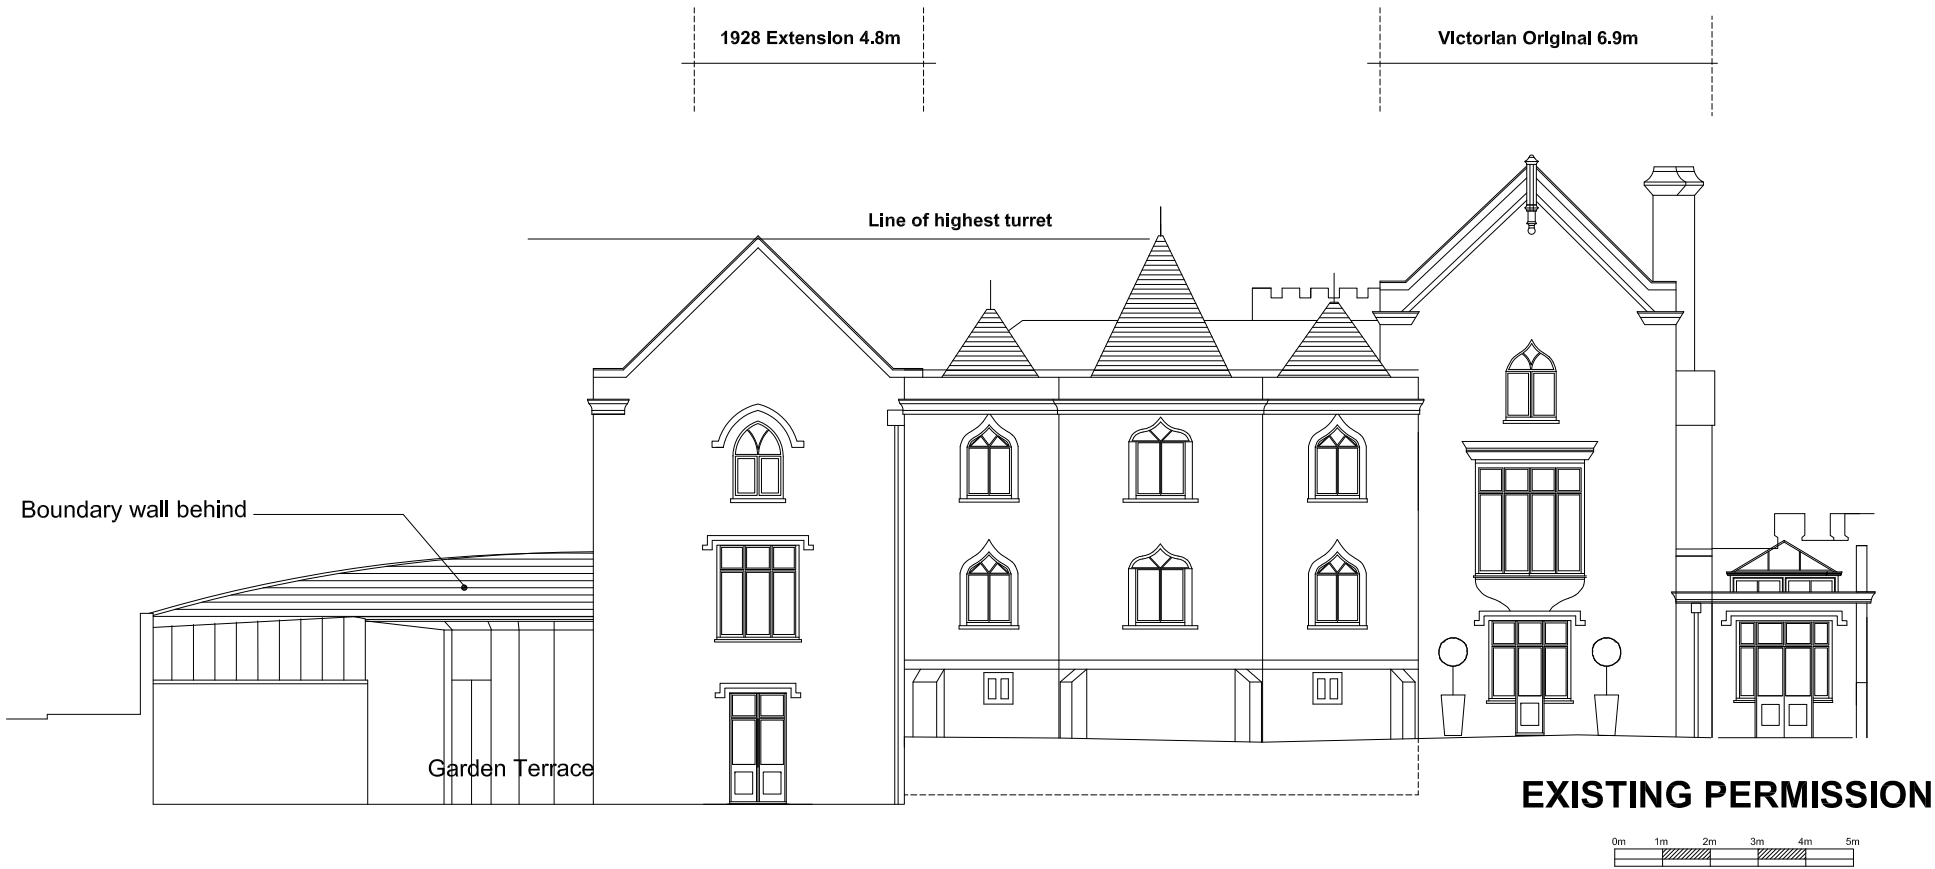 1928 Extension 4.8m
Victorian Original 6.9m
Line of highest turret
Boundary wall behind
Garden Terrace
EXISTING PERMISSION
0m 1m 2m 3m 4m 5m